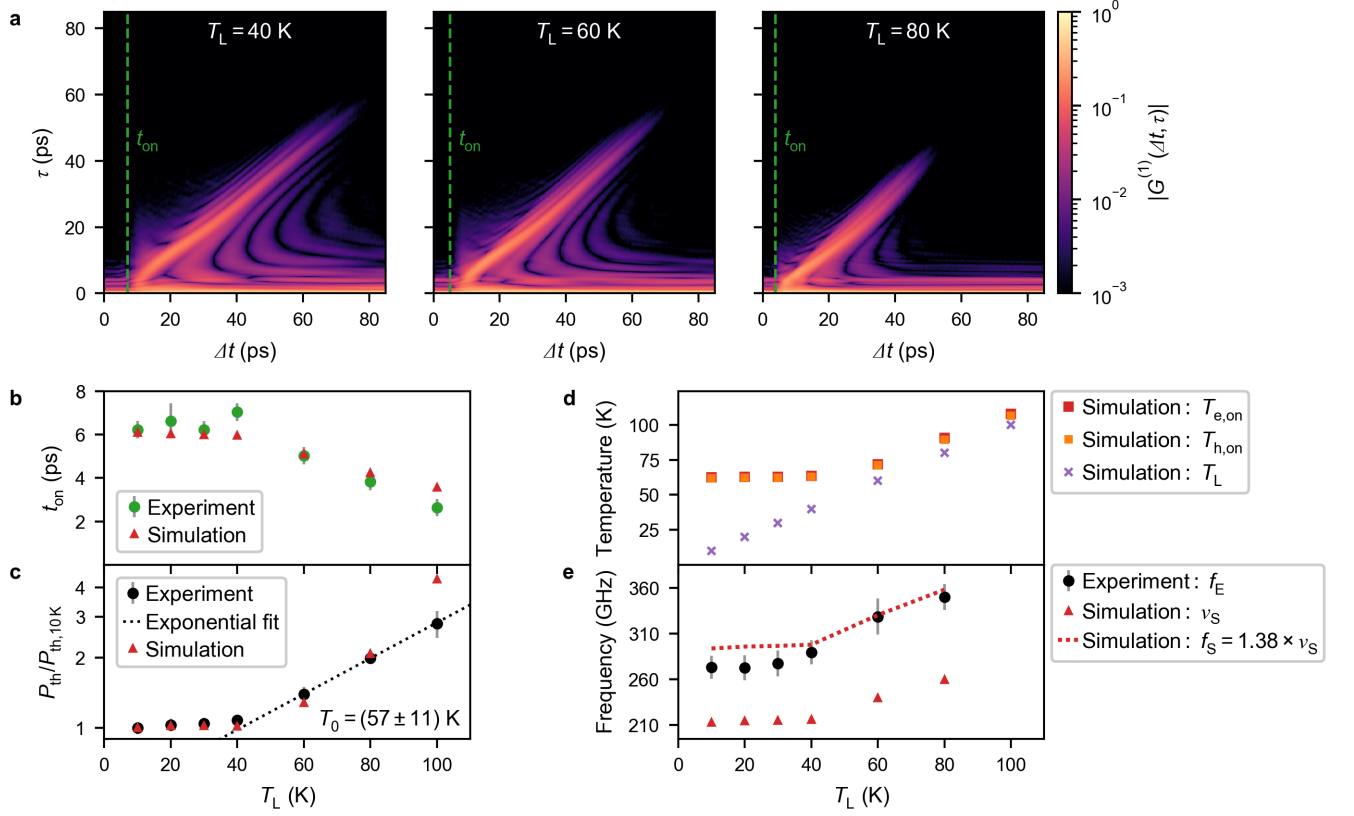 a
T_L = 40 K
T_L = 60 K
T_L = 80 K
t_on
t_on
t_on
80
60
40
20
0
τ (ps)
0 20 40 60 80
0 20 40 60 80
0 20 40 60 80
Δt (ps)
Δt (ps)
Δt (ps)
10^0
10^−1
10^−2
10^−3
|G^(1)(Δt, τ)|
b
8
6
4
2
t_on (ps)
Experiment
Simulation
c
4
3
2
1
P_th/P_th,10 K
Experiment
Exponential fit
Simulation
T_0 = (57 ± 11) K
0 20 40 60 80 100
T_L (K)
d
100
75
50
25
Temperature (K)
Simulation : T_e,on
Simulation : T_h,on
Simulation : T_L
e
360
310
260
210
Frequency (GHz)
Experiment : f_E
Simulation : ν_S
Simulation : f_S = 1.38 × ν_S
0 20 40 60 80 100
T_L (K)